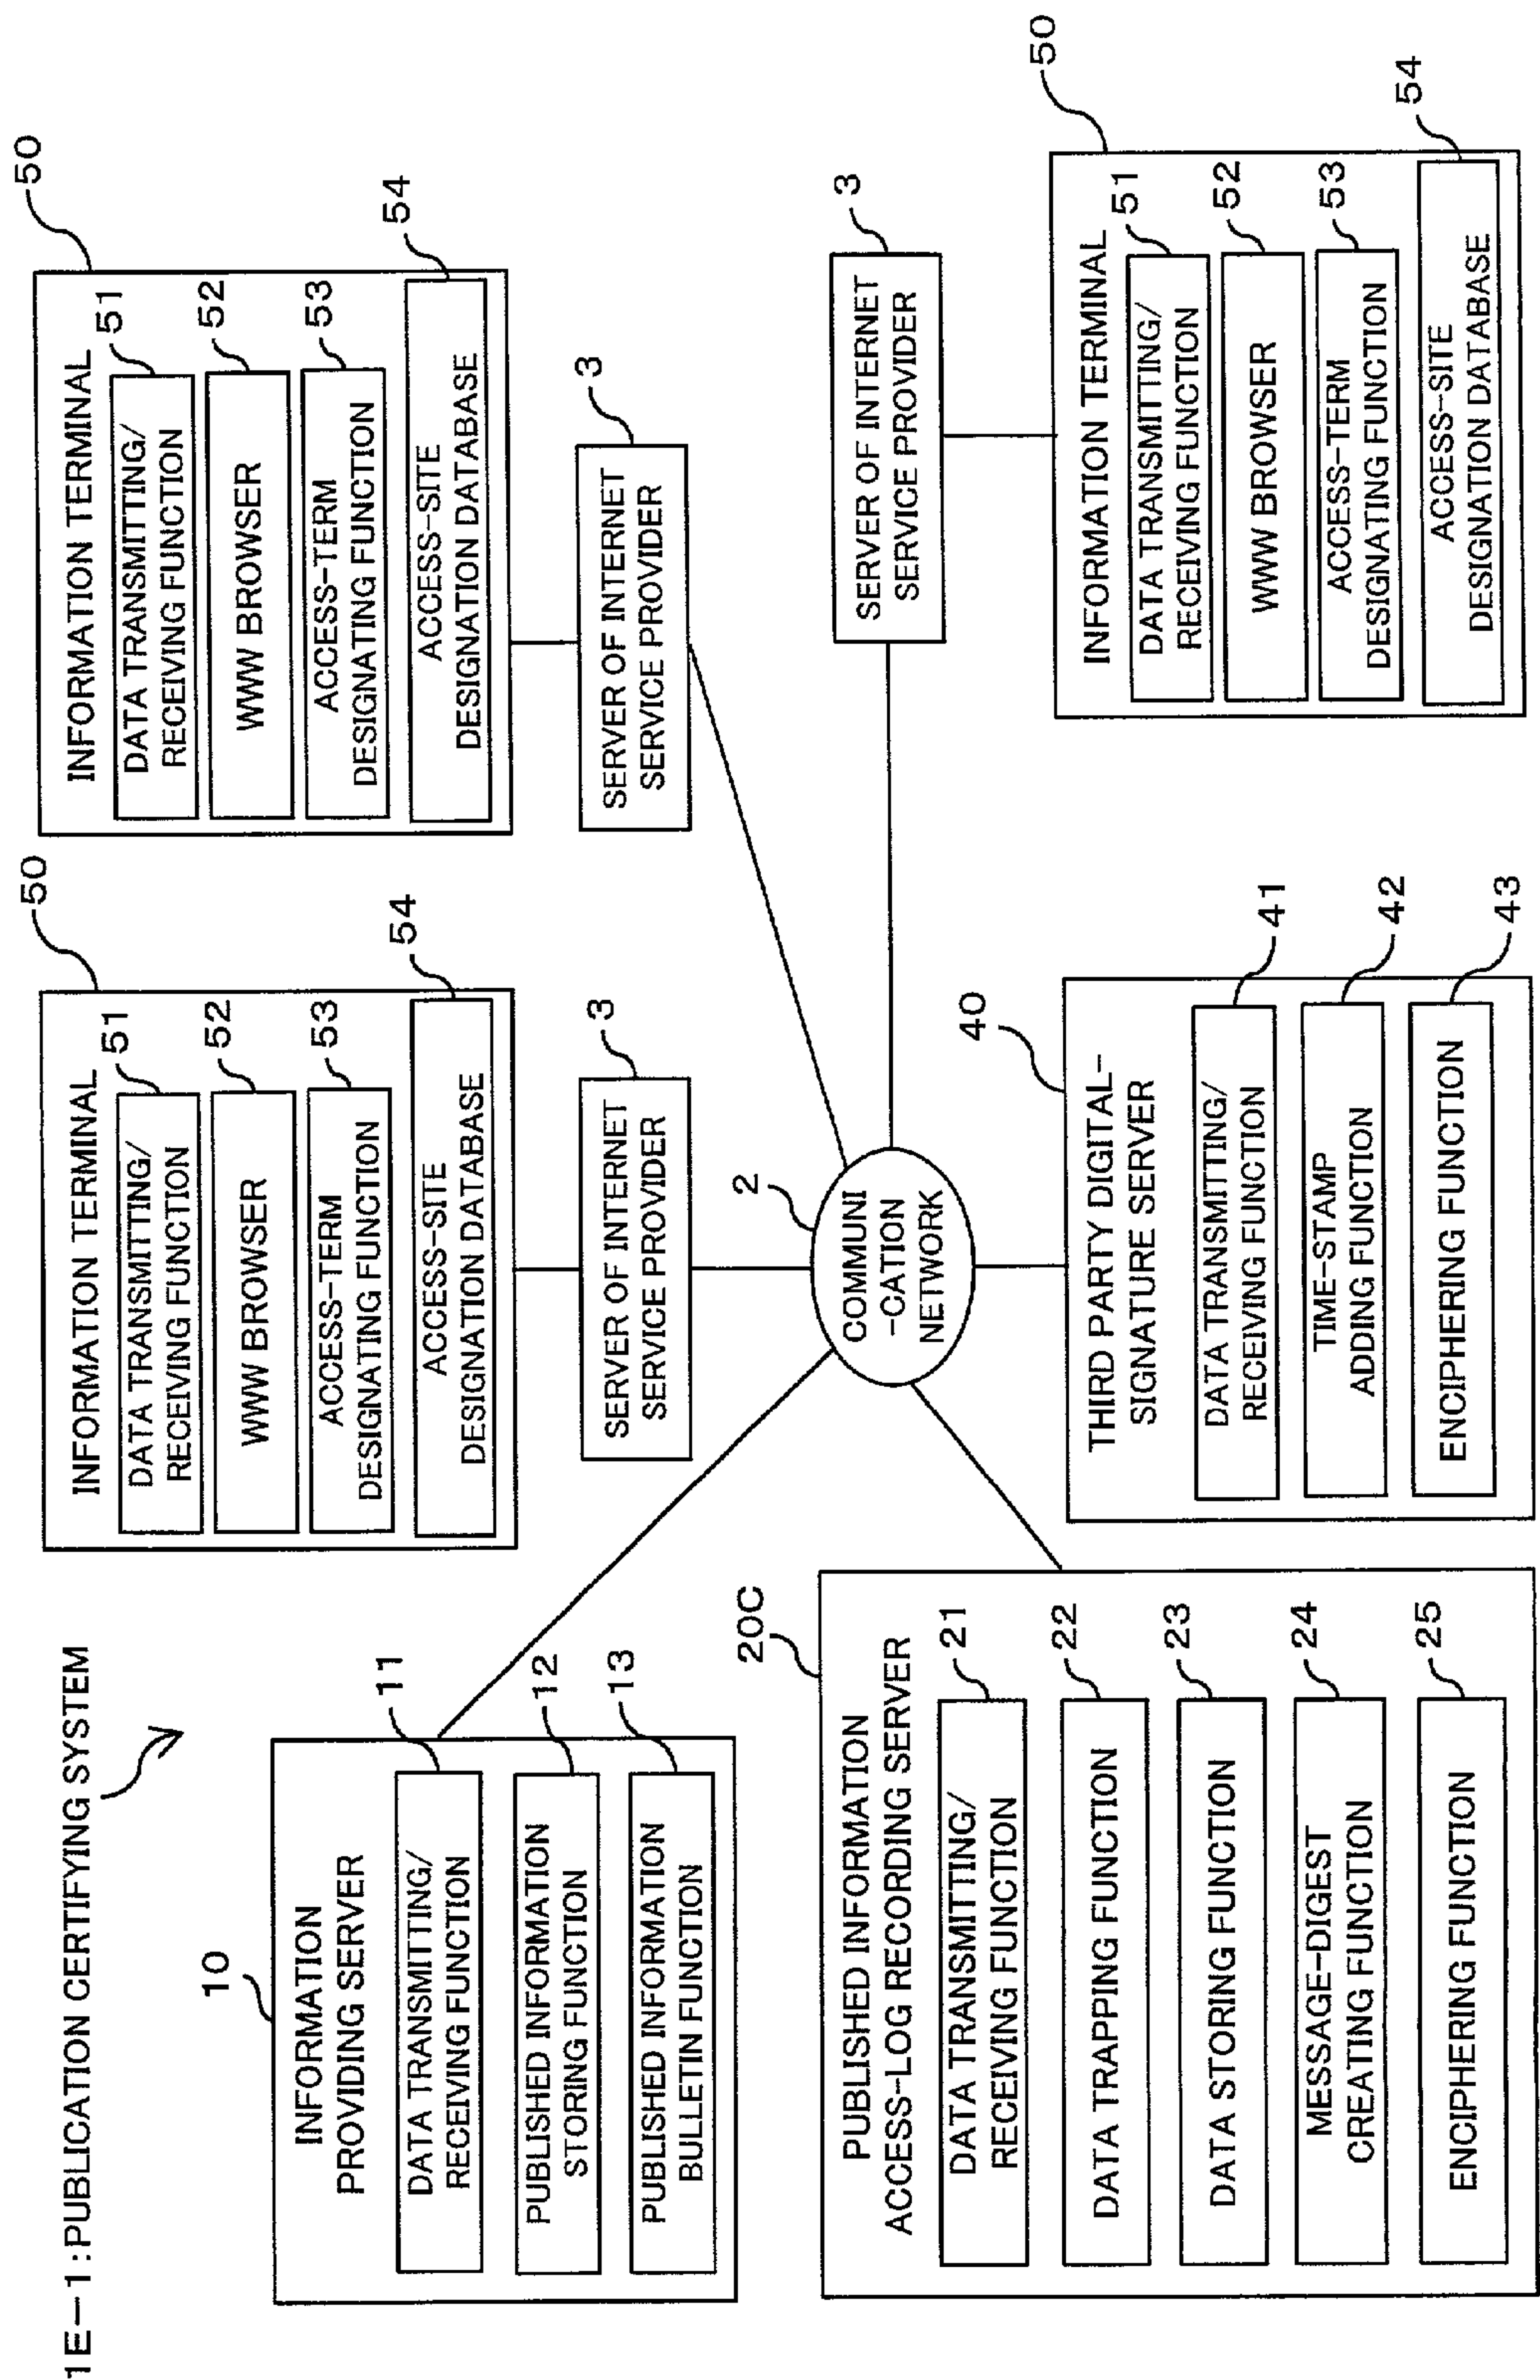 1E-1:PUBLICATION CERTIFYING SYSTEM
10
INFORMATION
PROVIDING SERVER
11
DATA TRANSMITTING/
RECEIVING FUNCTION
12
PUBLISHED INFORMATION
STORING FUNCTION
13
PUBLISHED INFORMATION
BULLETIN FUNCTION
50
INFORMATION TERMINAL
51
DATA TRANSMITTING/
RECEIVING FUNCTION
52
WWW BROWSER
53
ACCESS-TERM
DESIGNATING FUNCTION
54
ACCESS-SITE
DESIGNATION DATABASE
3
SERVER OF INTERNET
SERVICE PROVIDER
50
INFORMATION TERMINAL
51
DATA TRANSMITTING/
RECEIVING FUNCTION
52
WWW BROWSER
53
ACCESS-TERM
DESIGNATING FUNCTION
54
ACCESS-SITE
DESIGNATION DATABASE
3
SERVER OF INTERNET
SERVICE PROVIDER
2
COMMUNI
-CATION
NETWORK
20C
PUBLISHED INFORMATION
ACCESS-LOG RECORDING SERVER
21
DATA TRANSMITTING/
RECEIVING FUNCTION
22
DATA TRAPPING FUNCTION
23
DATA STORING FUNCTION
24
MESSAGE-DIGEST
CREATING FUNCTION
25
ENCIPHERING FUNCTION
40
THIRD PARTY DIGITAL-
SIGNATURE SERVER
41
DATA TRANSMITTING/
RECEIVING FUNCTION
42
TIME-STAMP
ADDING FUNCTION
43
ENCIPHERING FUNCTION
3
SERVER OF INTERNET
SERVICE PROVIDER
50
INFORMATION TERMINAL
51
DATA TRANSMITTING/
RECEIVING FUNCTION
52
WWW BROWSER
53
ACCESS-TERM
DESIGNATING FUNCTION
54
ACCESS-SITE
DESIGNATION DATABASE